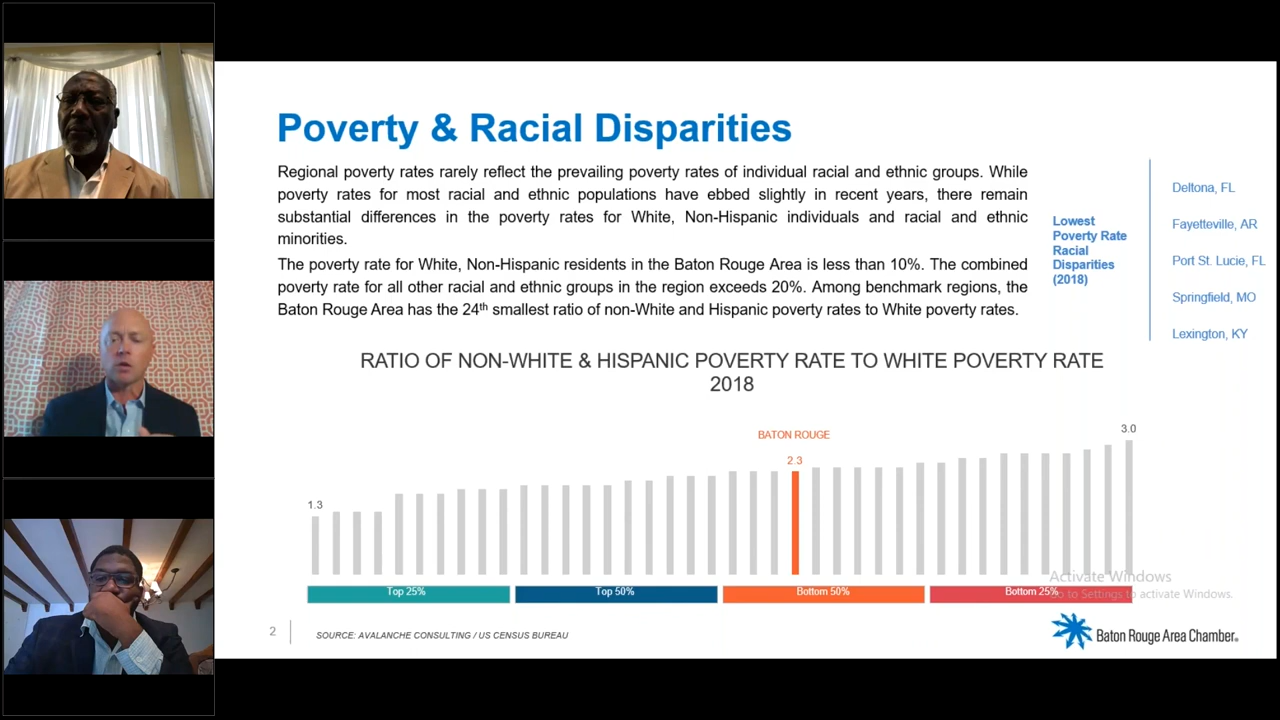 Poverty & Racial Disparities
Regional poverty rates rarely reflect the prevailing poverty rates of individual racial and ethnic groups. While
poverty rates for most racial and ethnic populations have ebbed slightly in recent years, there remain
substantial differences in the poverty rates for White, Non-Hispanic individuals and racial and ethnic
minorities.
The poverty rate for White, Non-Hispanic residents in the Baton Rouge Area is less than 10%. The combined
poverty rate for all other racial and ethnic groups in the region exceeds 20%. Among benchmark regions, the
Baton Rouge Area has the 24th smallest ratio of non-White and Hispanic poverty rates to White poverty rates.
Lowest
Poverty Rate
Racial
Disparities
(2018)
Deltona, FL
Fayetteville, AR
Port St. Lucie, FL
Springfield, MO
Lexington, KY
RATIO OF NON-WHITE & HISPANIC POVERTY RATE TO WHITE POVERTY RATE
2018
BATON ROUGE
1.3
2.3
3.0
Top 25%
Top 50%
Bottom 50%
Bottom 25%
Activate Windows
Go to Settings to activate Windows.
2
SOURCE: AVALANCHE CONSULTING / US CENSUS BUREAU
Baton Rouge Area Chamber®